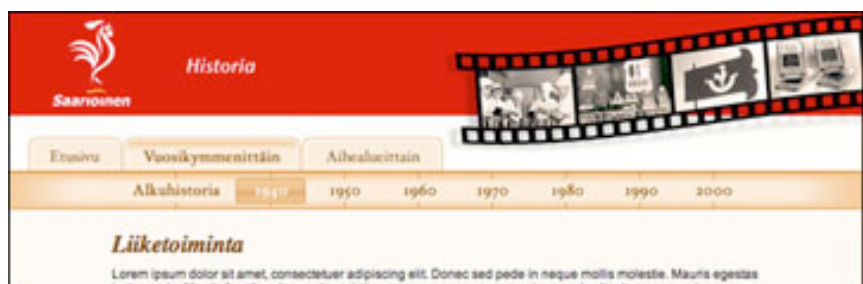 Historia
Saarioinen
Etusivu Vuosikymmenittäin Aihealueittain
Alkuhistoria 1940 1950 1960 1970 1980 1990 2000
Liiketoiminta
Lorem ipsum dolor sit amet, consectetuer adipiscing elit. Donec sed pede in neque mollis molestie. Mauris egestas